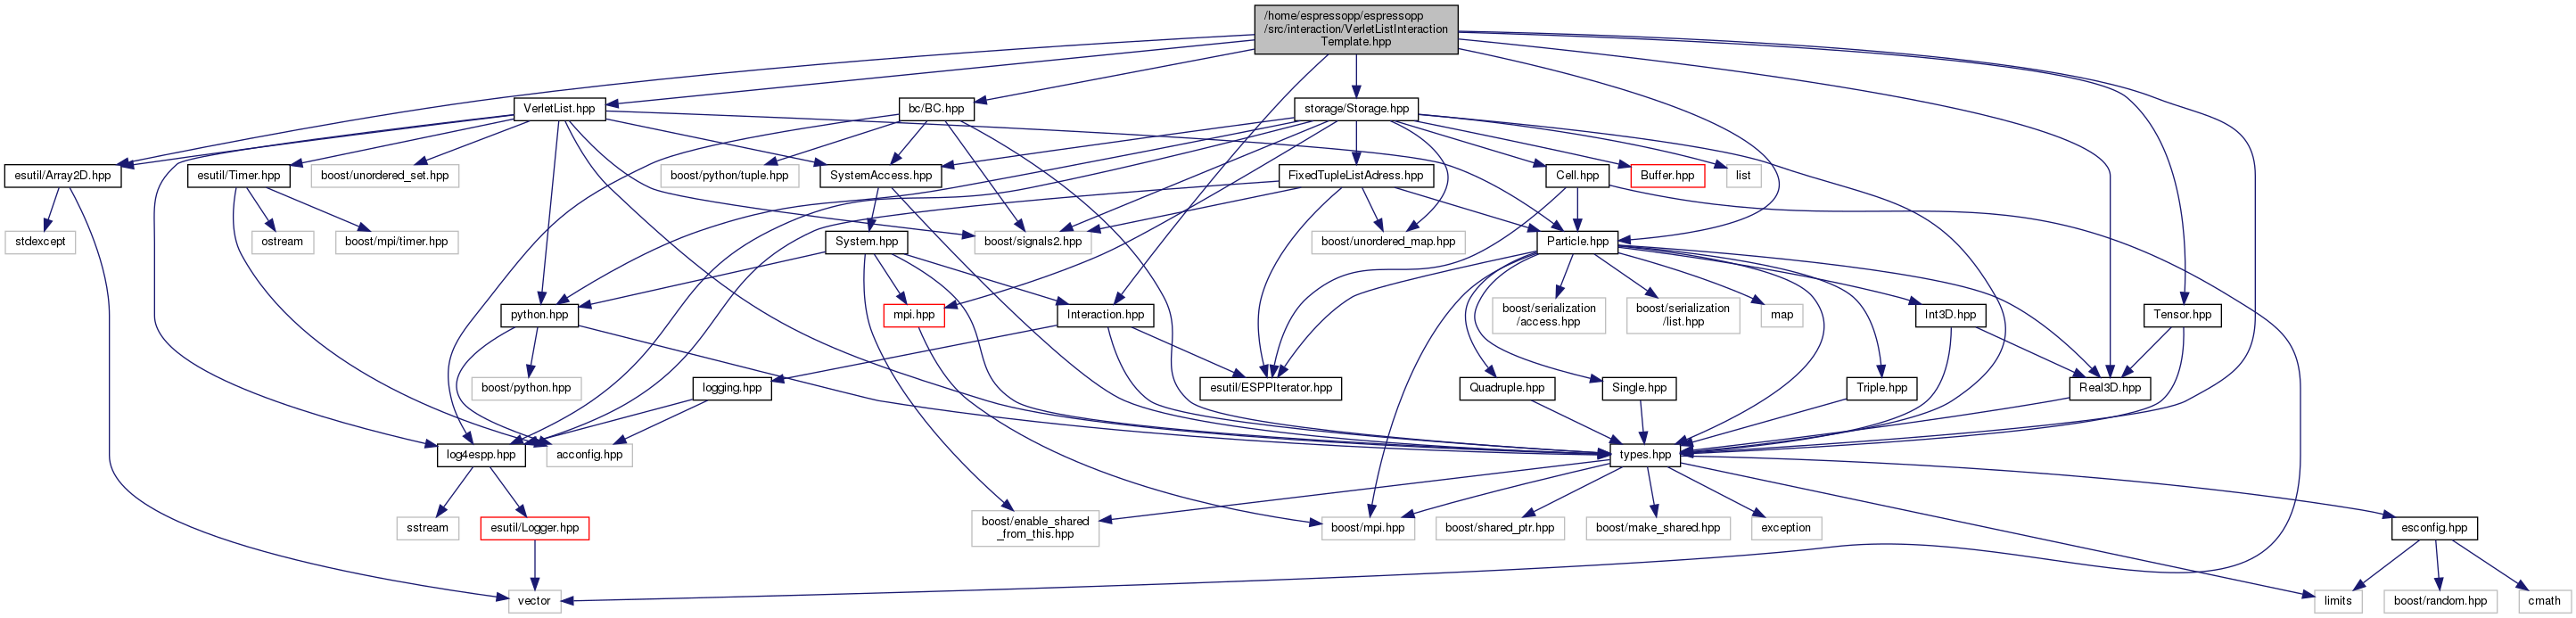 /home/espressopp/espressopp
/src/interaction/VerletListInteraction
Template.hpp
VerletList.hpp
bc/BC.hpp
storage/Storage.hpp
esutil/Array2D.hpp
esutil/Timer.hpp
boost/unordered_set.hpp
boost/python/tuple.hpp
SystemAccess.hpp
FixedTupleListAdress.hpp
Cell.hpp
Buffer.hpp
list
stdexcept
ostream
boost/mpi/timer.hpp
System.hpp
boost/signals2.hpp
boost/unordered_map.hpp
Particle.hpp
python.hpp
mpi.hpp
Interaction.hpp
boost/serialization
/access.hpp
boost/serialization
/list.hpp
map
Int3D.hpp
Tensor.hpp
boost/python.hpp
logging.hpp
esutil/ESPPIterator.hpp
Quadruple.hpp
Single.hpp
Triple.hpp
Real3D.hpp
log4espp.hpp
acconfig.hpp
types.hpp
sstream
esutil/Logger.hpp
boost/enable_shared
_from_this.hpp
boost/mpi.hpp
boost/shared_ptr.hpp
boost/make_shared.hpp
exception
esconfig.hpp
vector
limits
boost/random.hpp
cmath